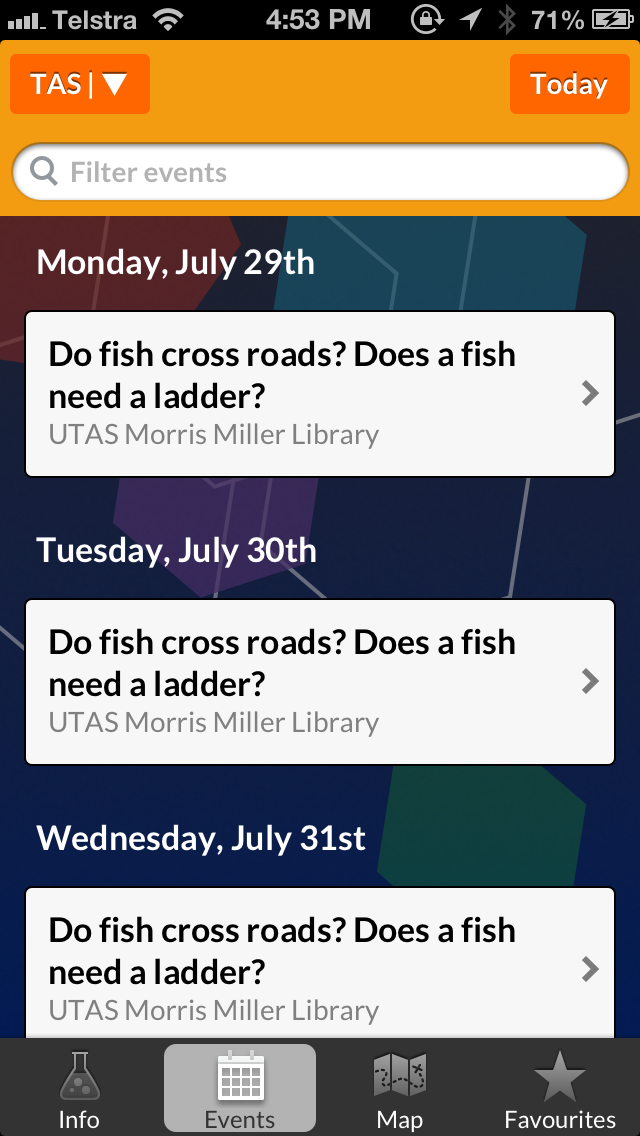 Telstra 4:53 PM 71%
TAS | ▼ Today
Filter events
Monday, July 29th
Do fish cross roads? Does a fish
need a ladder?
UTAS Morris Miller Library
Tuesday, July 30th
Do fish cross roads? Does a fish
need a ladder?
UTAS Morris Miller Library
Wednesday, July 31st
Do fish cross roads? Does a fish
need a ladder?
UTAS Morris Miller Library
Info Events Map Favourites